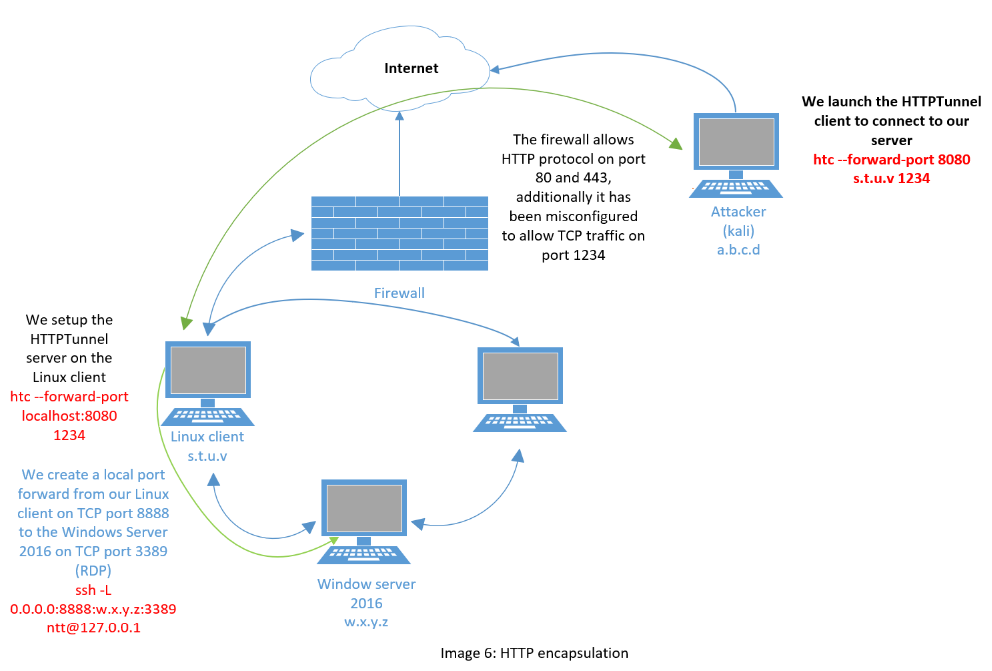 Internet
We launch the HTTPTunnel
client to connect to our
server
htc --forward-port 8080
s.t.u.v 1234
The firewall allows
HTTP protocol on port
80 and 443,
additionally it has
been misconfigured
to allow TCP traffic on
port 1234
Attacker
(kali)
a.b.c.d
Firewall
We setup the
HTTPTunnel
server on the
Linux client
htc --forward-port
localhost:8080
1234
Linux client
s.t.u.v
We create a local port
forward from our Linux
client on TCP port 8888
to the Windows Server
2016 on TCP port 3389
(RDP)
ssh -L
0.0.0.0:8888:w.x.y.z:3389
ntt@127.0.0.1
Window server
2016
w.x.y.z
Image 6: HTTP encapsulation